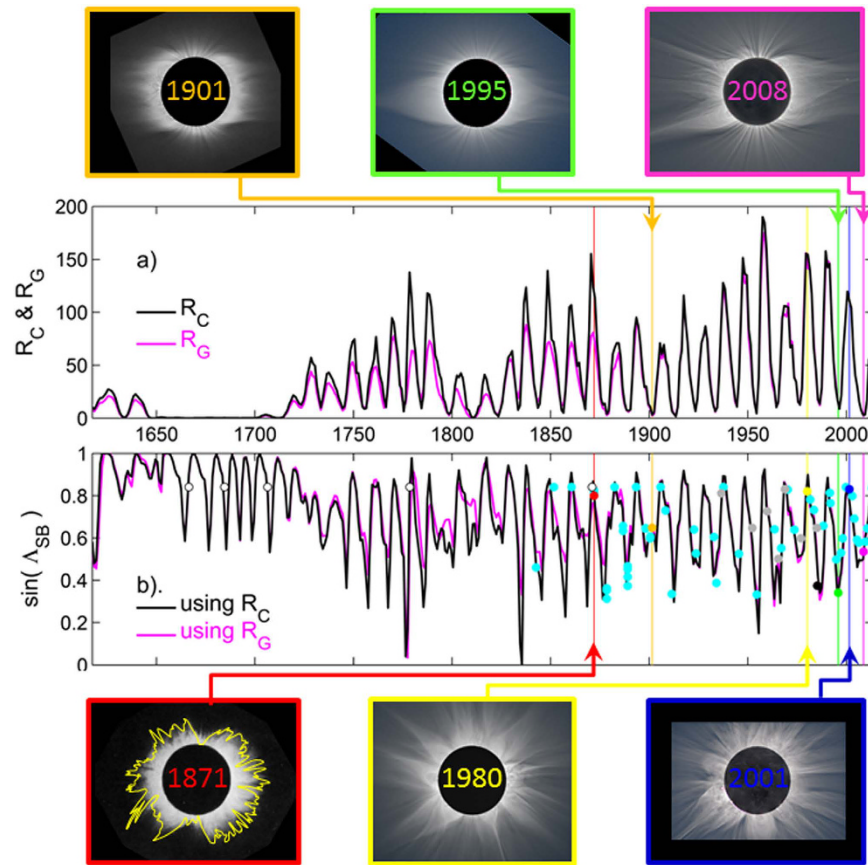 1901
1995
2008
200
150
100
50
0
R_C & R_G
a)
R_C
R_G
1650 1700 1750 1800 1850 1900 1950 2000
1
0.8
0.6
0.4
0.2
0
sin( Λ_SB)
b).
using R_C
using R_G
1871
1980
2001